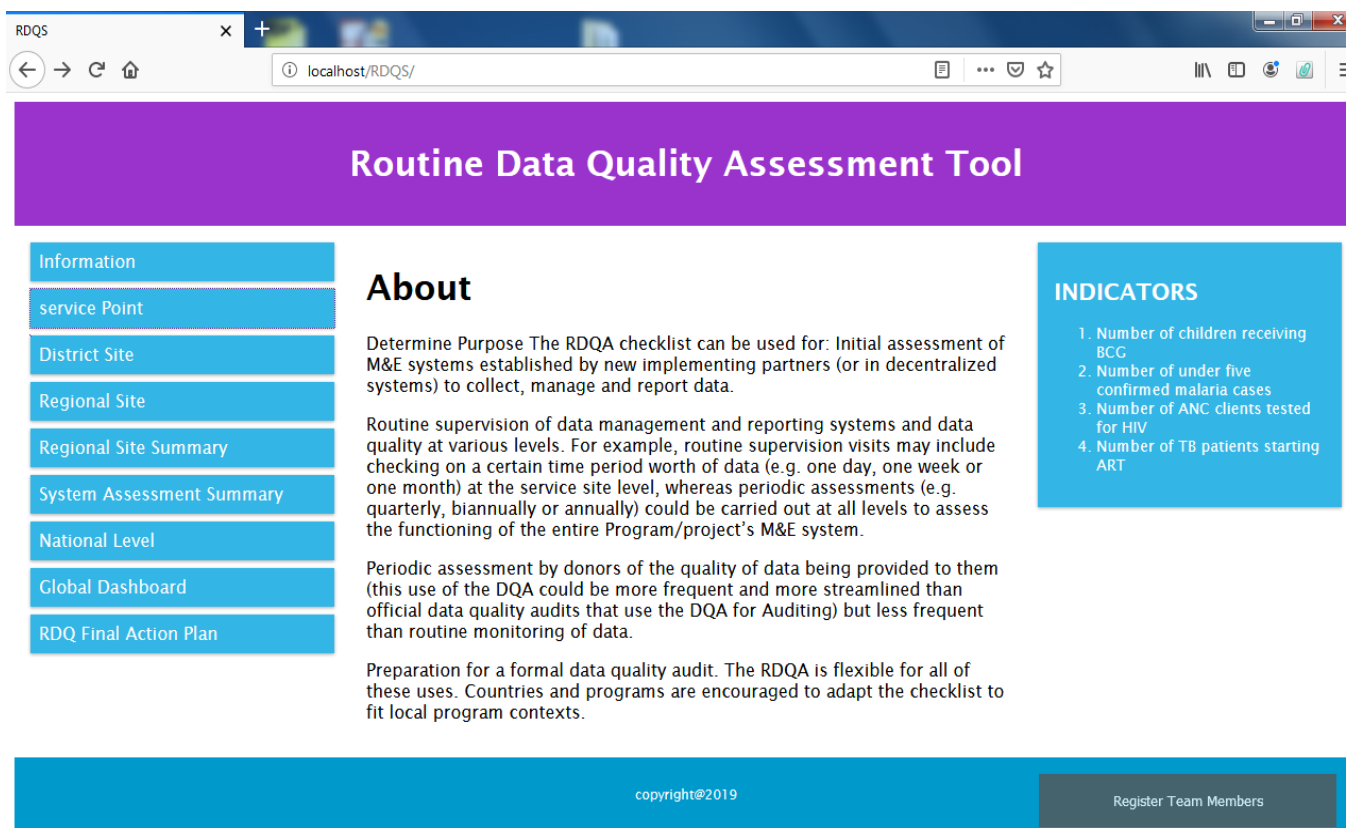 RDQS
localhost/RDQS/
Routine Data Quality Assessment Tool
Information
service Point
District Site
Regional Site
Regional Site Summary
System Assessment Summary
National Level
Global Dashboard
RDQ Final Action Plan
About
Determine Purpose The RDQA checklist can be used for: Initial assessment of
M&E systems established by new implementing partners (or in decentralized
systems) to collect, manage and report data.
Routine supervision of data management and reporting systems and data
quality at various levels. For example, routine supervision visits may include
checking on a certain time period worth of data (e.g. one day, one week or
one month) at the service site level, whereas periodic assessments (e.g.
quarterly, biannually or annually) could be carried out at all levels to assess
the functioning of the entire Program/project’s M&E system.
Periodic assessment by donors of the quality of data being provided to them
(this use of the DQA could be more frequent and more streamlined than
official data quality audits that use the DQA for Auditing) but less frequent
than routine monitoring of data.
Preparation for a formal data quality audit. The RDQA is flexible for all of
these uses. Countries and programs are encouraged to adapt the checklist to
fit local program contexts.
INDICATORS
1. Number of children receiving
BCG
2. Number of under five
confirmed malaria cases
3. Number of ANC clients tested
for HIV
4. Number of TB patients starting
ART
copyright@2019
Register Team Members